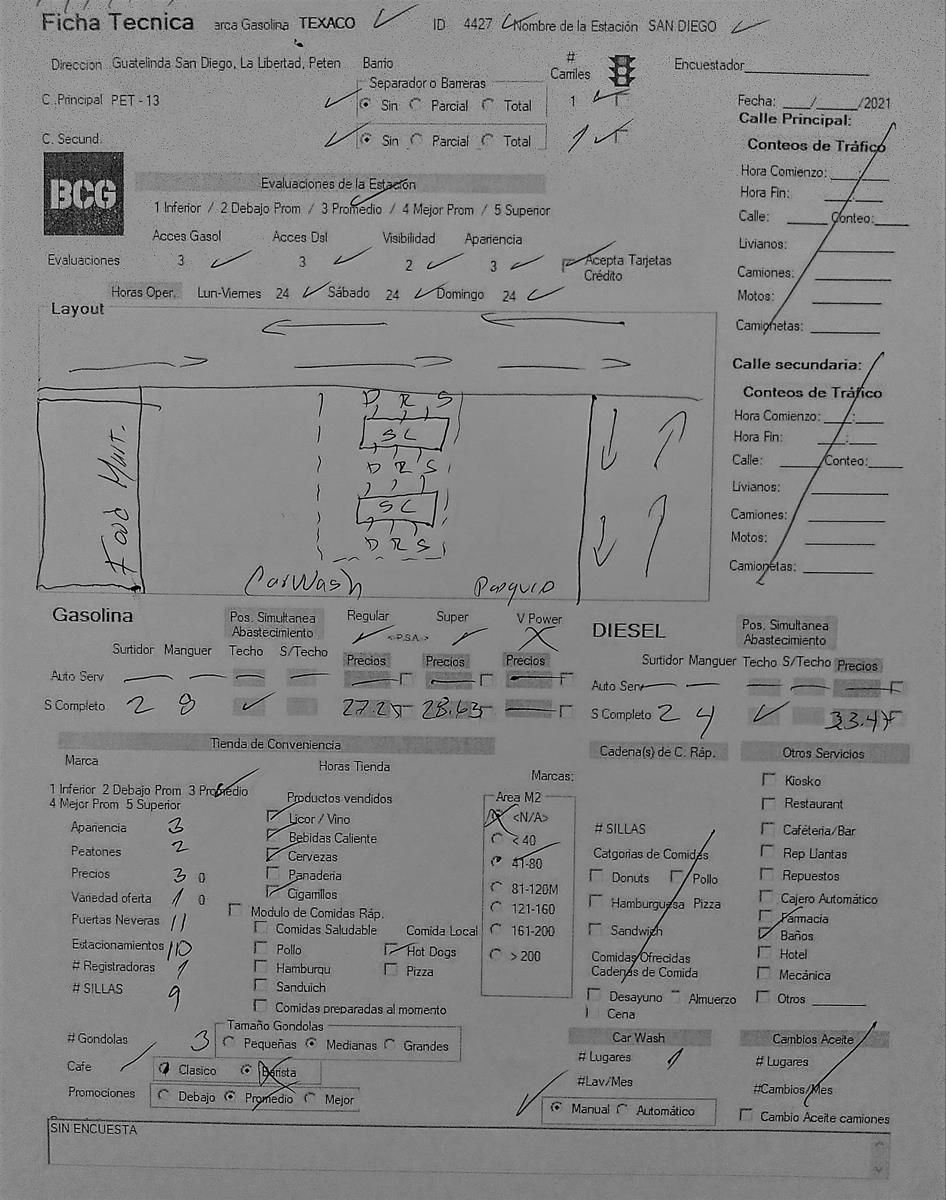 Ficha Tecnica arca Gasolina TEXACO ID 4427 Nombre de la Estación SAN DIEGO
Direccion Guatelinda San Diego, La Libertad, Peten Barrio # Carriles Encuestador
Separador o Barreras
C .Principal PET - 13 Sin Parcial Total 1 Fecha: ___/____/2021
C. Secund. Sin Parcial Total 1
Calle Principal:
Conteos de Tráfico
Hora Comienzo: :
Hora Fin: :
Calle: Conteo:
Livianos:
Camiones:
Motos:
Camionetas:
BCG
Evaluaciones de la Estación
1 Inferior / 2 Debajo Prom / 3 Promedio / 4 Mejor Prom / 5 Superior
Acces Gasol Acces Dsl Visibilidad Apariencia
Evaluaciones 3 3 2 3 Acepta Tarjetas Crédito
Horas Oper. Lun-Viernes 24 Sábado 24 Domingo 24
Layout
D R S
SC
D R S
SC
D R S
Food Mart.
CarWash Parqueo
Calle secundaria:
Conteos de Tráfico
Hora Comienzo: :
Hora Fin: :
Calle: Conteo:
Livianos:
Camiones:
Motos:
Camionetas:
Gasolina Pos. Simultanea Abastecimiento Regular Super V Power
<-P.S.A.->
Surtidor Manguer Techo S/Techo Precios Precios Precios
Auto Serv
S Completo 2 8 27.25 28.63
DIESEL Pos. Simultanea Abastecimiento
Surtidor Manguer Techo S/Techo Precios
Auto Serv
S Completo 2 4
Tienda de Conveniencia
Marca Horas Tienda
1 Inferior 2 Debajo Prom 3 Promedio
4 Mejor Prom 5 Superior
Apariencia 3
Peatones 2
Precios 3 0
Variedad oferta 1 0
Puertas Neveras 11
Estacionamientos 10
# Registradoras 1
# SILLAS 9
Productos vendidos
Licor / Vino
Bebidas Caliente
Cervezas
Panaderia
Cigarrillos
Modulo de Comidas Ráp.
Comidas Saludable Comida Local
Pollo Hot Dogs
Hamburqu Pizza
Sanduich
Comidas preparadas al momento
Marcas:
Area M2
<N/A>
< 40
41-80
81-120M
121-160
161-200
> 200
# Gondolas 3
Tamaño Gondolas
Pequeñas Medianas Grandes
Cafe Clasico Barista
Promociones Debajo Promedio Mejor
Cadena(s) de C. Ráp.
# SILLAS
Catgorias de Comidas
Donuts Pollo
Hamburguesa Pizza
Sandwich
Comidas Ofrecidas
Cadenas de Comida
Desayuno Almuerzo
Cena
Otros Servicios
Kiosko
Restaurant
Caféteria/Bar
Rep Llantas
Repuestos
Cajero Automático
Farmacia
Baños
Hotel
Mecánica
Otros
Car Wash
# Lugares 1
#Lav/Mes
Manual Automático
Cambios Aceite
# Lugares
#Cambios/Mes
Cambio Aceite camiones
SIN ENCUESTA